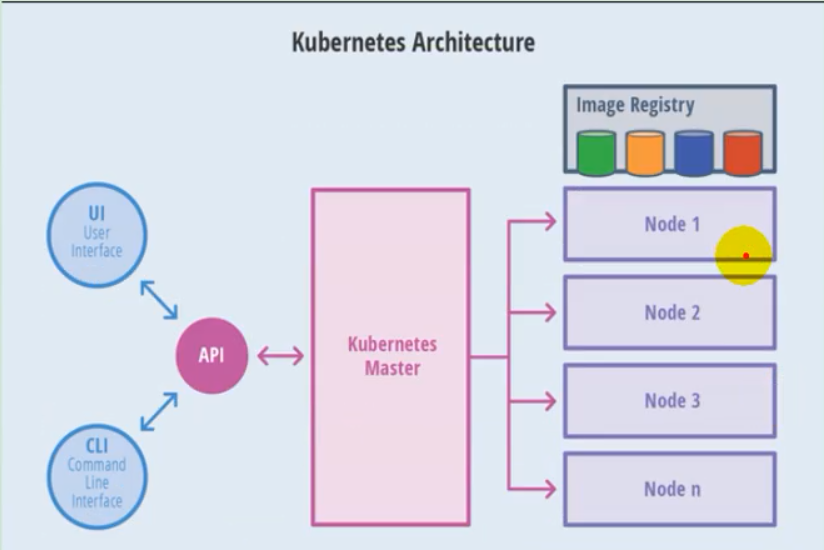 Kubernetes Architecture
Image Registry
UI
User
Interface
API
CLI
Command
Line
Interface
Kubernetes
Master
Node 1
Node 2
Node 3
Node n